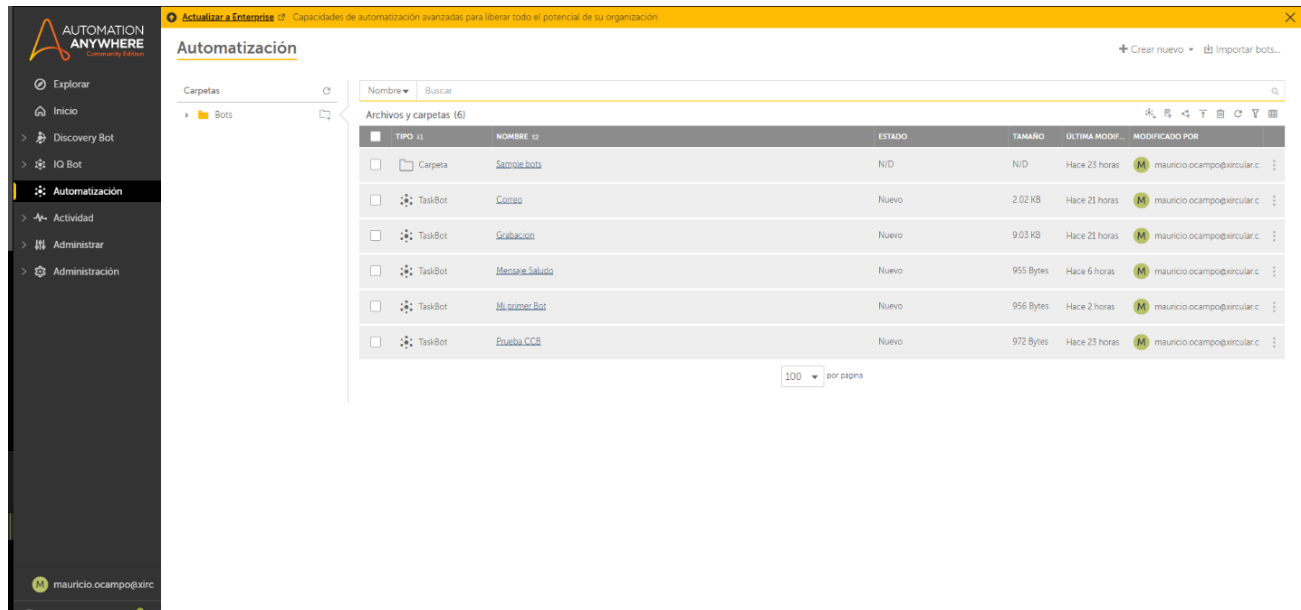 AUTOMATION
ANYWHERE
Community Edition
Actualizar a Enterprise Capacidades de automatización avanzadas para liberar todo el potencial de su organización.
Automatización
Crear nuevo Importar bots...
Explorar
Inicio
Discovery Bot
IQ Bot
Automatización
Actividad
Administrar
Administración
Carpetas
Bots
Nombre Buscar
Archivos y carpetas (6)
TIPO ↓1 NOMBRE ↑2 ESTADO TAMAÑO ÚLTIMA MODIF... MODIFICADO POR
Carpeta Sample bots N/D N/D Hace 23 horas M mauricio.ocampo@xircular.c
TaskBot Correo Nuevo 2.02 KB Hace 21 horas M mauricio.ocampo@xircular.c
TaskBot Grabacion Nuevo 9.03 KB Hace 21 horas M mauricio.ocampo@xircular.c
TaskBot Mensaje Saludo Nuevo 955 Bytes Hace 6 horas M mauricio.ocampo@xircular.c
TaskBot Mi primer Bot Nuevo 956 Bytes Hace 2 horas M mauricio.ocampo@xircular.c
TaskBot Prueba CCB Nuevo 972 Bytes Hace 23 horas M mauricio.ocampo@xircular.c
100 por página
M mauricio.ocampo@xirc